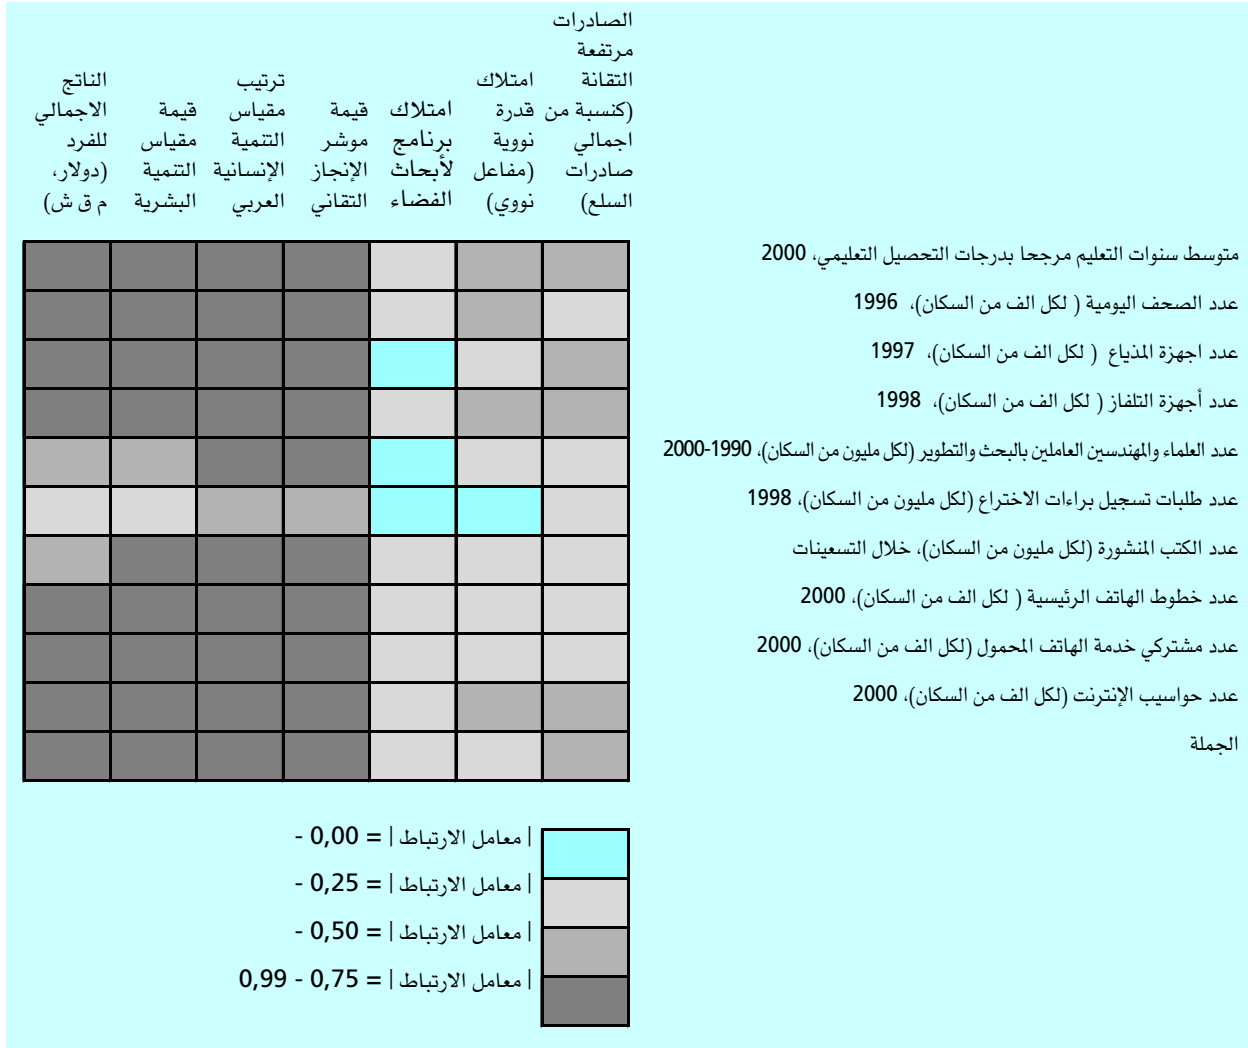 الصادرات
مرتفعة
التقانة
(كنسبة من
اجمالي
صادرات
السلع)
امتلاك
قدرة
نووية
(مفاعل
نووي)
امتلاك
برنامج
لأبحاث
الفضاء
قيمة
موشر
الإنجاز
التقاني
ترتيب
مقياس
التنمية
الإنسانية
العربي
قيمة
مقياس
التنمية
البشرية
الناتج
الاجمالي
للفرد
(دولار،
م ق ش)
متوسط سنوات التعليم مرجحا بدرجات التحصيل التعليمي، 2000
عدد الصحف اليومية ( لكل الف من السكان)، 1996
عدد اجهزة المذياع ( لكل الف من السكان)، 1997
عدد أجهزة التلفاز ( لكل الف من السكان)، 1998
عدد العلماء والمهندسين العاملين بالبحث والتطوير (لكل مليون من السكان)، 1990-2000
عدد طلبات تسجيل براءات الاختراع (لكل مليون من السكان)، 1998
عدد الكتب المنشورة (لكل مليون من السكان)، خلال التسعينات
عدد خطوط الهاتف الرئيسية ( لكل الف من السكان)، 2000
عدد مشتركي خدمة الهاتف المحمول (لكل الف من السكان)، 2000
عدد حواسيب الإنترنت (لكل الف من السكان)، 2000
الجملة
| معامل الارتباط | = 0,00 -
| معامل الارتباط | = 0,25 -
| معامل الارتباط | = 0,50 -
| معامل الارتباط | = 0,75 - 0,99